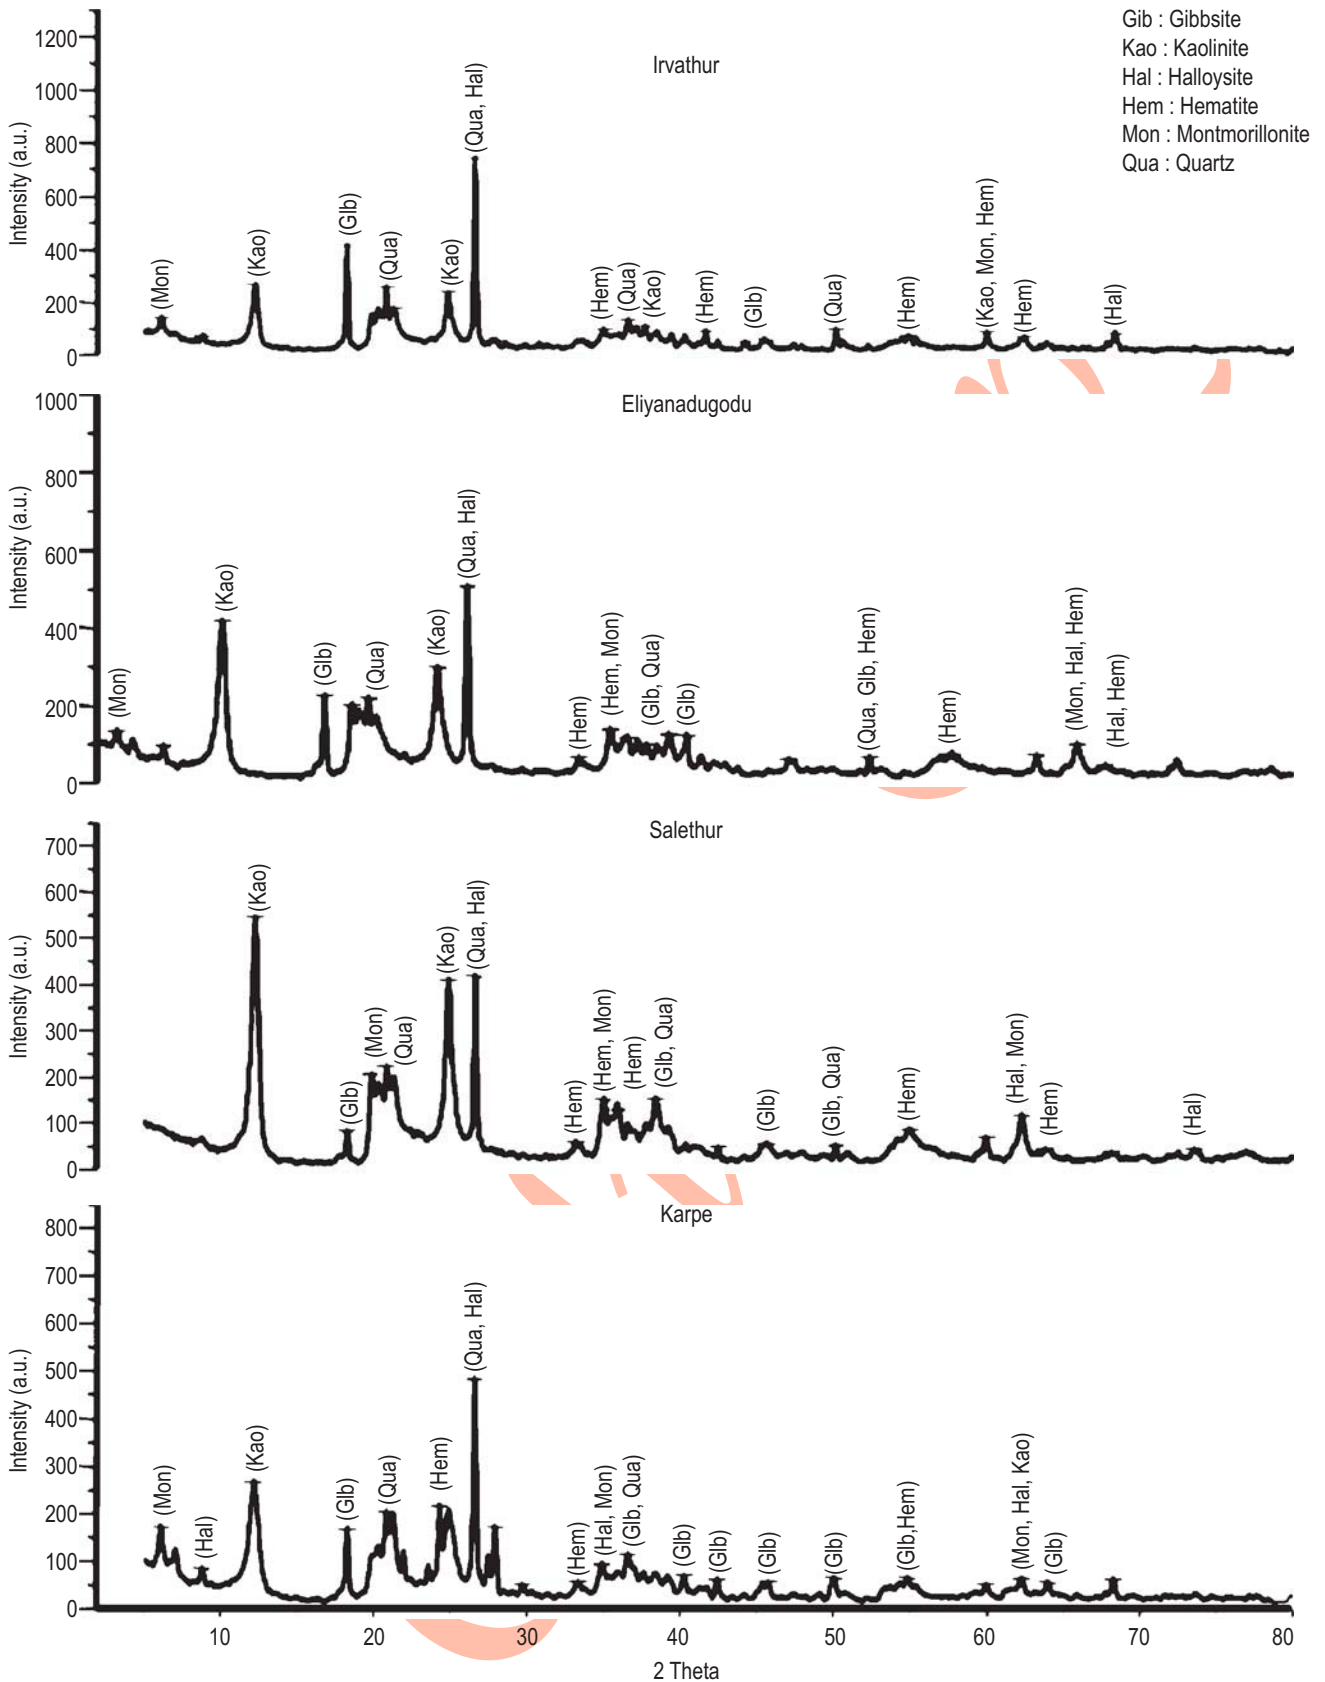 Gib : Gibbsite
Kao : Kaolinite
Hal : Halloysite
Hem : Hematite
Mon : Montmorillonite
Qua : Quartz
Irvathur
Intensity (a.u.)
1200
1000
800
600
400
200
0
(Mon)
(Kao)
(Glb)
(Qua)
(Kao)
(Qua, Hal)
(Hem)
(Qua)
(Kao)
(Hem)
(Glb)
(Qua)
(Hem)
(Kao, Mon, Hem)
(Hem)
(Hal)
Eliyanadugodu
Intensity (a.u.)
1000
800
600
400
200
0
(Mon)
(Kao)
(Glb)
(Qua)
(Kao)
(Qua, Hal)
(Hem)
(Hem, Mon)
(Glb, Qua)
(Glb)
(Qua, Glb, Hem)
(Hem)
(Mon, Hal, Hem)
(Hal, Hem)
Salethur
Intensity (a.u.)
700
600
500
400
300
200
100
0
(Kao)
(Glb)
(Mon)
(Qua)
(Kao)
(Qua, Hal)
(Hem)
(Hem, Mon)
(Hem)
(Glb, Qua)
(Glb)
(Glb, Qua)
(Hem)
(Hal, Mon)
(Hem)
(Hal)
Karpe
Intensity (a.u.)
800
700
600
500
400
300
200
100
0
(Mon)
(Hal)
(Kao)
(Glb)
(Qua)
(Hem)
(Qua, Hal)
(Hem)
(Hal, Mon)
(Glb, Qua)
(Glb)
(Glb)
(Glb)
(Glb)
(Glb,Hem)
(Mon, Hal, Kao)
(Glb)
10 20 30 40 50 60 70 80
2 Theta